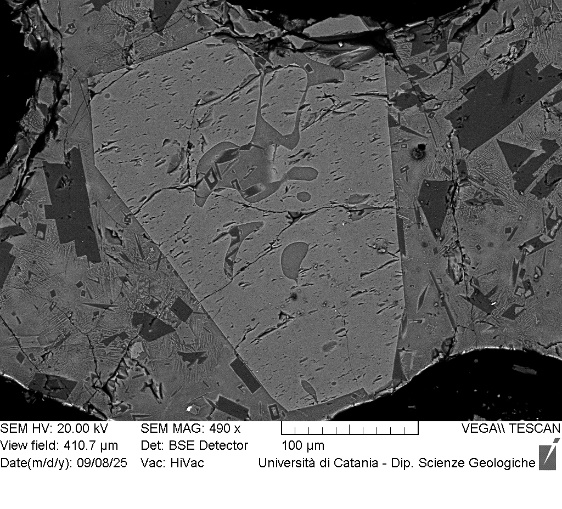 SEM HV: 20.00 kV SEM MAG: 490 x VEGA\\ TESCAN
View field: 410.7 µm Det: BSE Detector 100 µm
Date(m/d/y): 09/08/25 Vac: HiVac Università di Catania - Dip. Scienze Geologiche